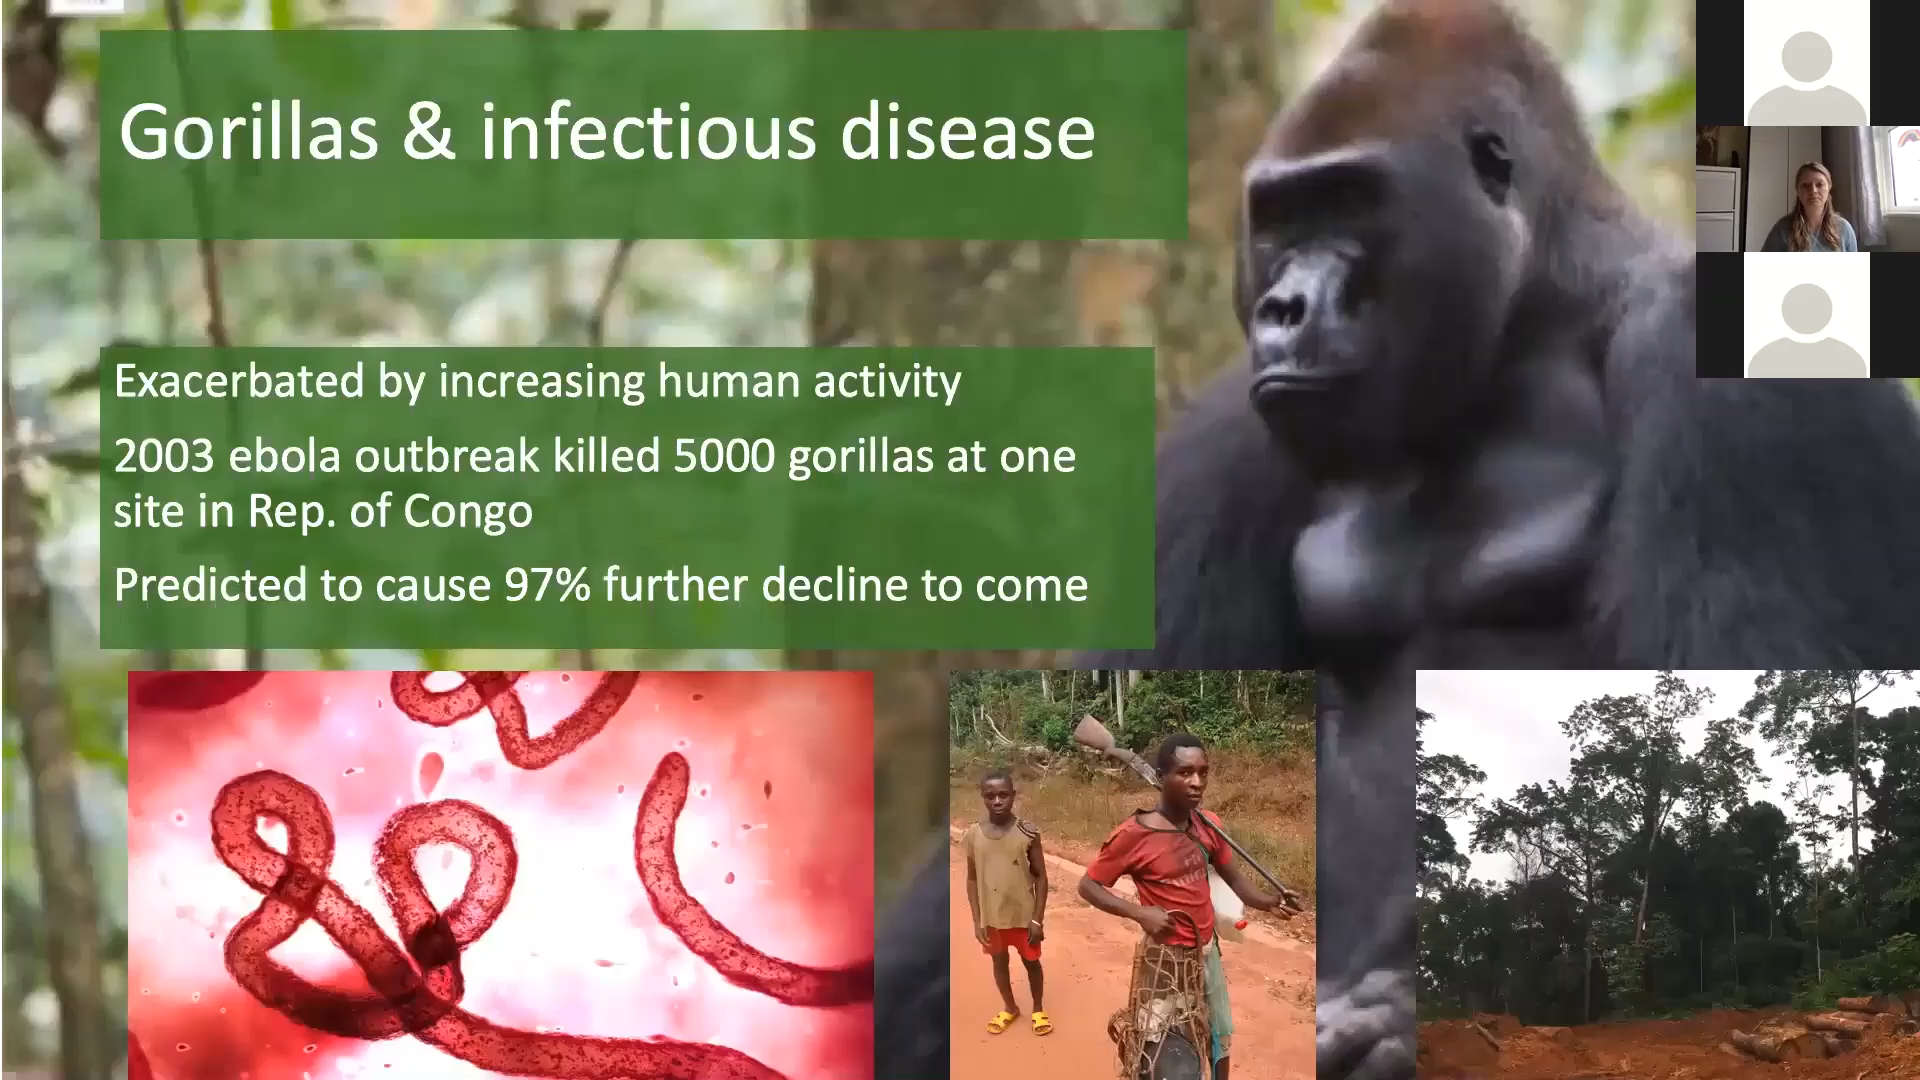 Gorillas & infectious disease
Exacerbated by increasing human activity
2003 ebola outbreak killed 5000 gorillas at one
site in Rep. of Congo
Predicted to cause 97% further decline to come